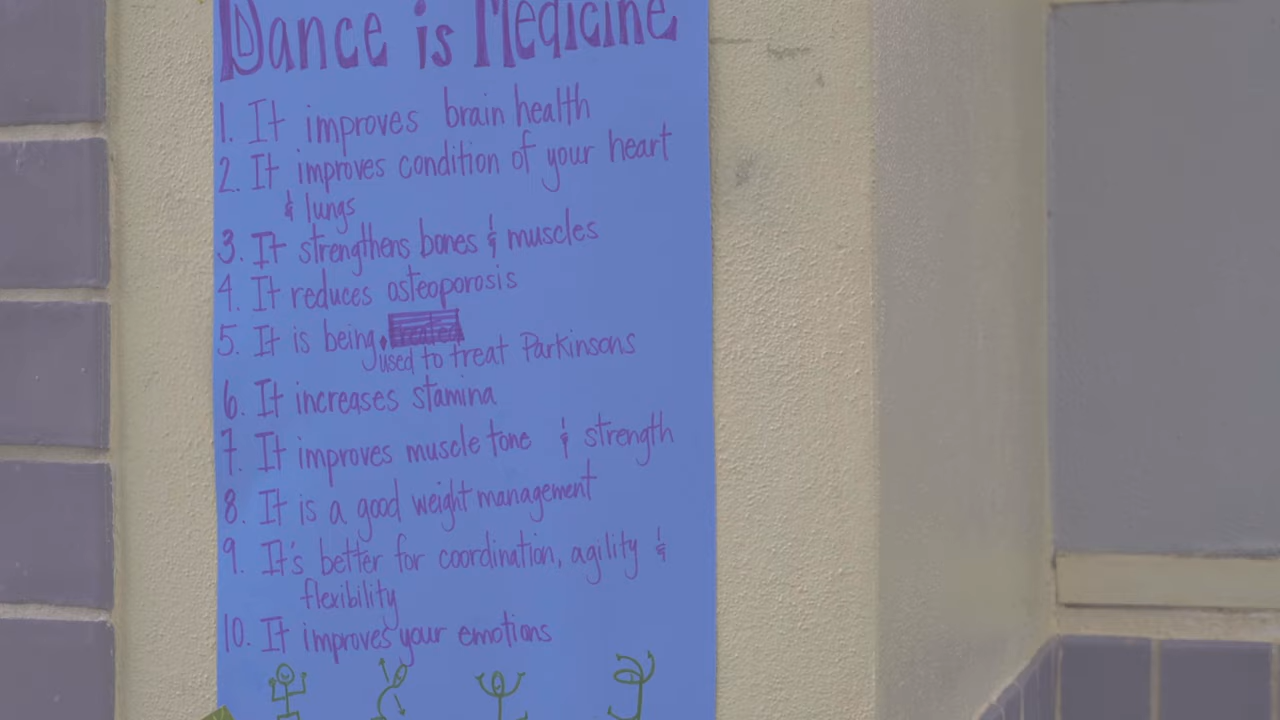 Dance is Medicine
1. It improves brain health
2. It improves condition of your heart
& lungs
3. It strengthens bones & muscles
4. It reduces osteoporosis
5. It is being treated
used to treat Parkinsons
6. It increases stamina
7. It improves muscle tone & strength
8. It is a good weight management
9. It's better for coordination, agility &
flexibility
10. It improves your emotions